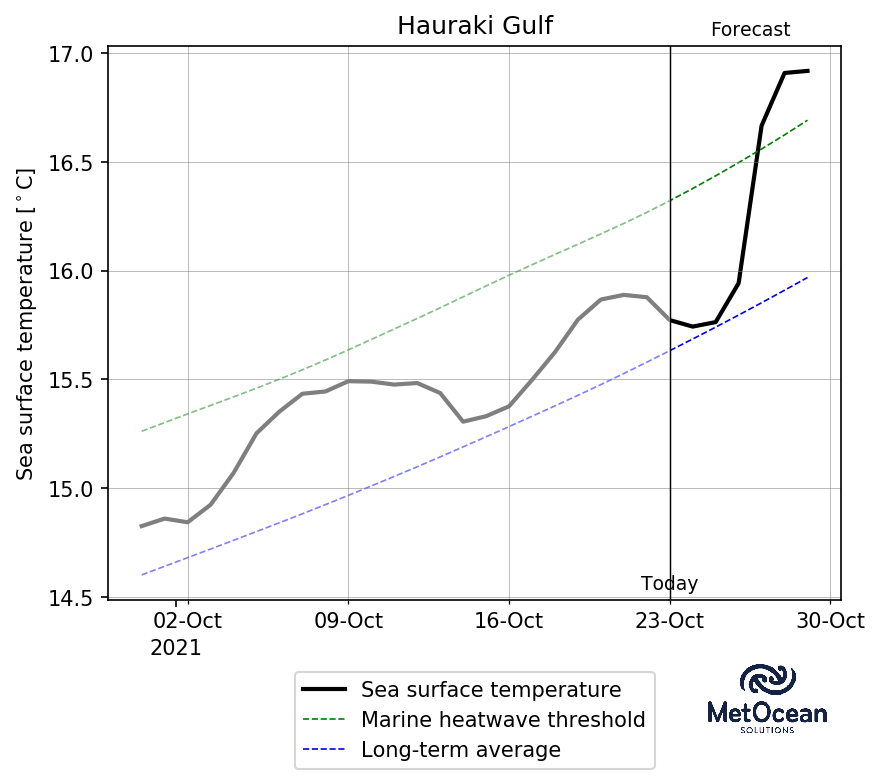 Hauraki Gulf
Forecast
17.0
16.5
16.0
15.5
15.0
14.5
Sea surface temperature [°C]
Today
02-Oct 09-Oct 16-Oct 23-Oct 30-Oct
2021
Sea surface temperature
Marine heatwave threshold
Long-term average
MetOcean
SOLUTIONS